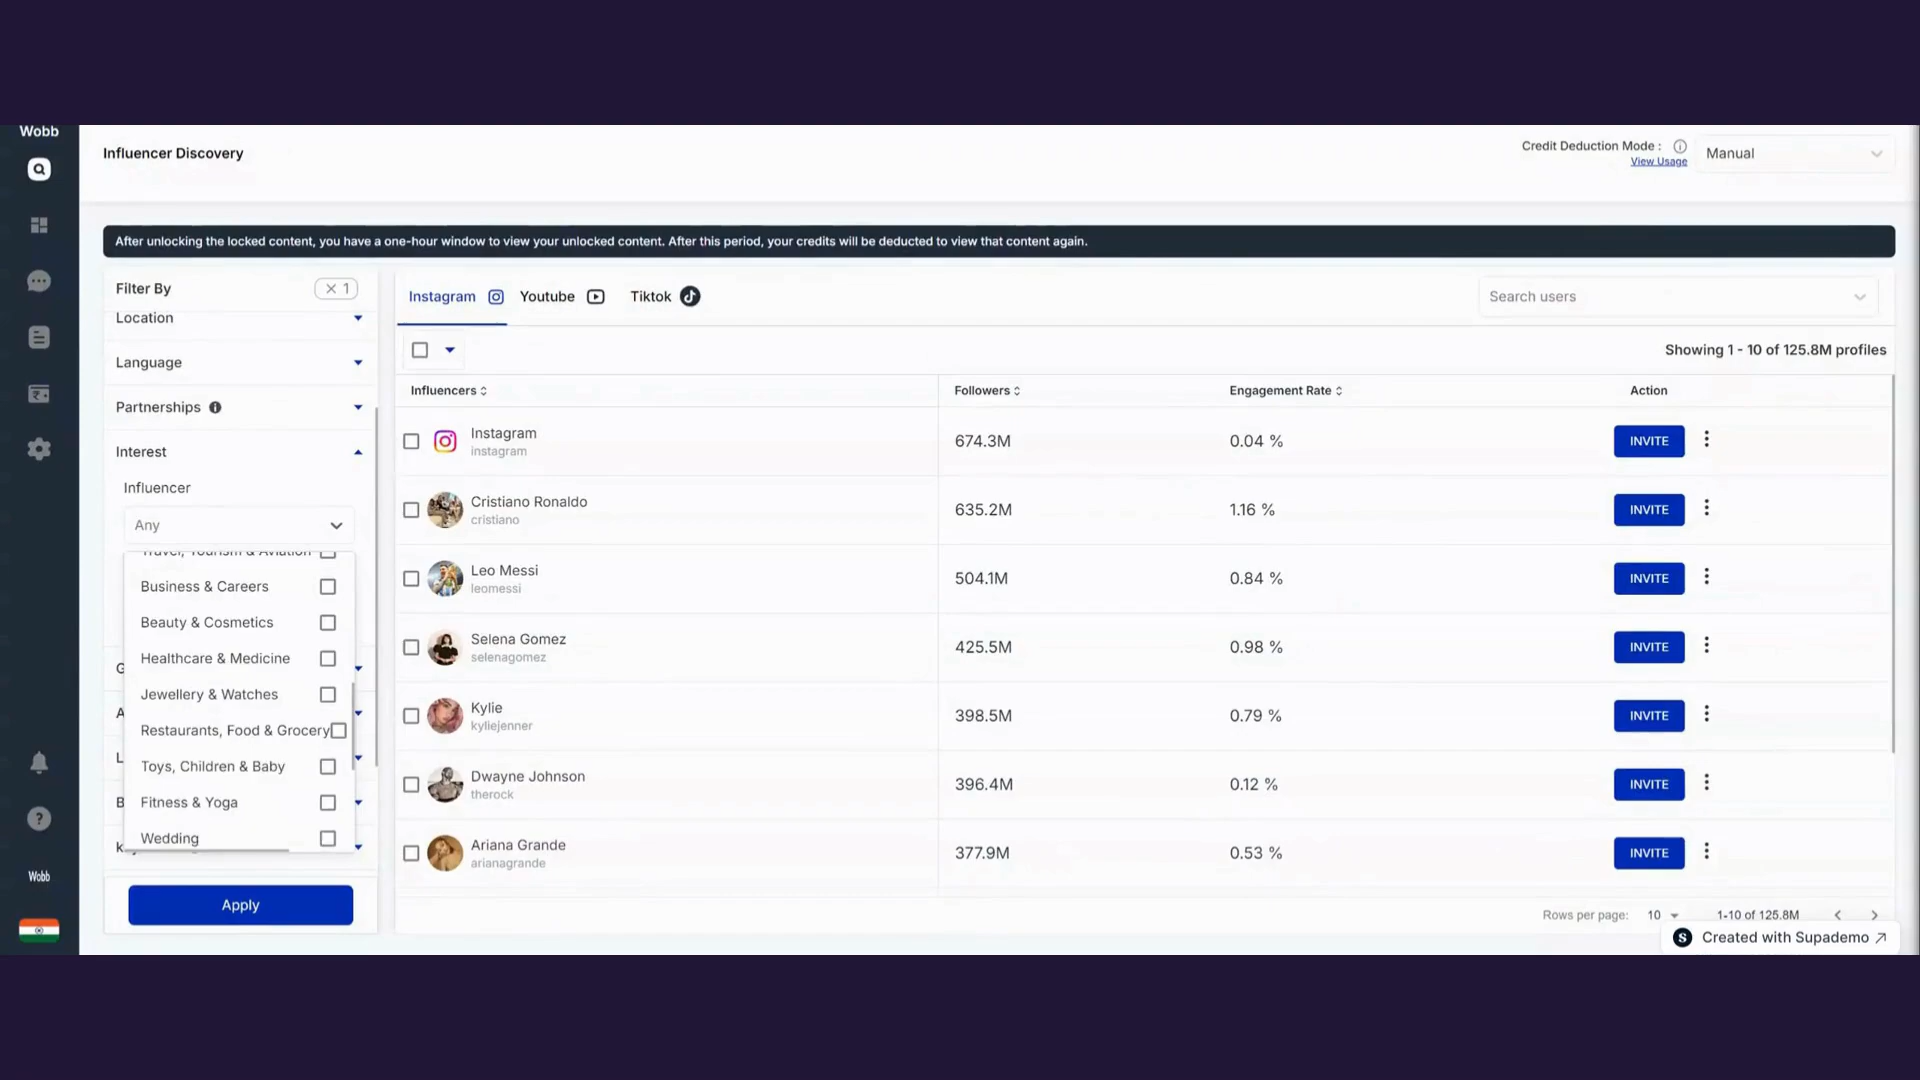 Wobb
Influencer Discovery
Credit Deduction Mode :
View Usage
Manual
After unlocking the locked content, you have a one-hour window to view your unlocked content. After this period, your credits will be deducted to view that content again.
Filter By
× 1
Location
Language
Partnerships
Interest
Influencer
Any
Travel, Tourism & Aviation
Business & Careers
Beauty & Cosmetics
Healthcare & Medicine
Jewellery & Watches
Restaurants, Food & Grocery
Toys, Children & Baby
Fitness & Yoga
Wedding
G
A
L
B
Apply
Instagram
Youtube
Tiktok
Search users
Showing 1 - 10 of 125.8M profiles
Influencers
Followers
Engagement Rate
Action
Instagram
instagram
674.3M
0.04 %
INVITE
Cristiano Ronaldo
cristiano
635.2M
1.16 %
INVITE
Leo Messi
leomessi
504.1M
0.84 %
INVITE
Selena Gomez
selenagomez
425.5M
0.98 %
INVITE
Kylie
kyliejenner
398.5M
0.79 %
INVITE
Dwayne Johnson
therock
396.4M
0.12 %
INVITE
Ariana Grande
arianagrande
377.9M
0.53 %
INVITE
Rows per page:
10
1-10 of 125.8M
Created with Supademo
Wobb